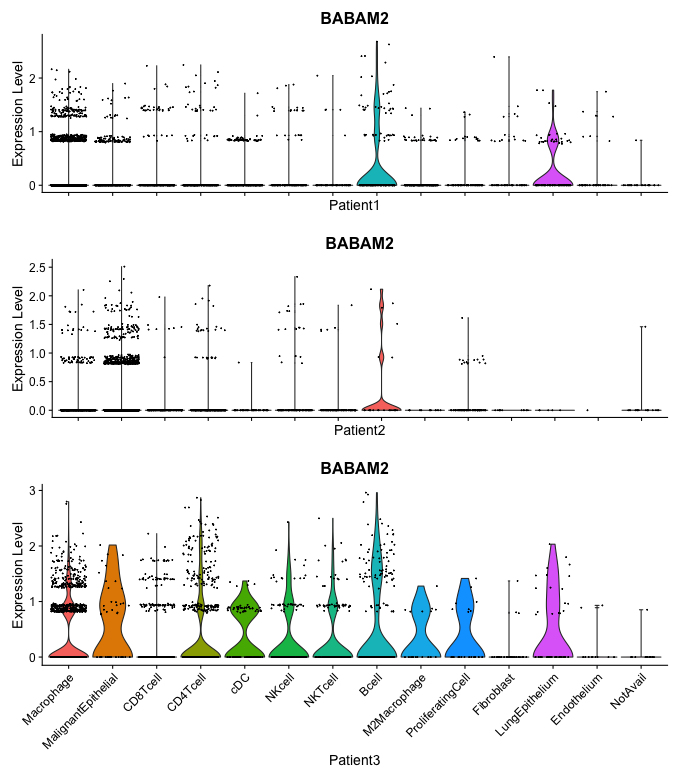 BABAM2
Expression Level
2
1
0
Patient1
BABAM2
Expression Level
2.5
2.0
1.5
1.0
0.5
0.0
Patient2
BABAM2
Expression Level
3
2
1
0
Macrophage
MalignantEpithelial
CD8Tcell
CD4Tcell
cDC
NKcell
NKTcell
Bcell
M2Macrophage
ProliferatingCell
Fibroblast
LungEpithelium
Endothelium
NotAvail
Patient3